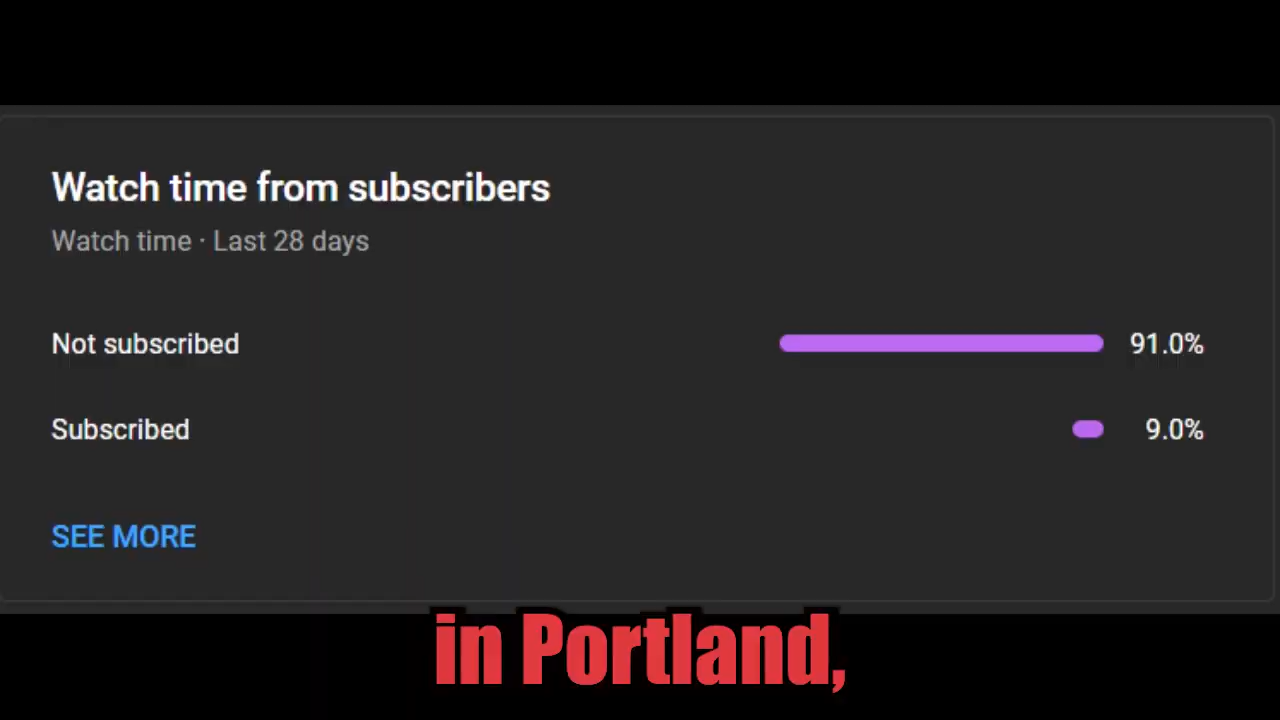 Watch time from subscribers
Watch time · Last 28 days
Not subscribed 91.0%
Subscribed 9.0%
SEE MORE
in Portland,